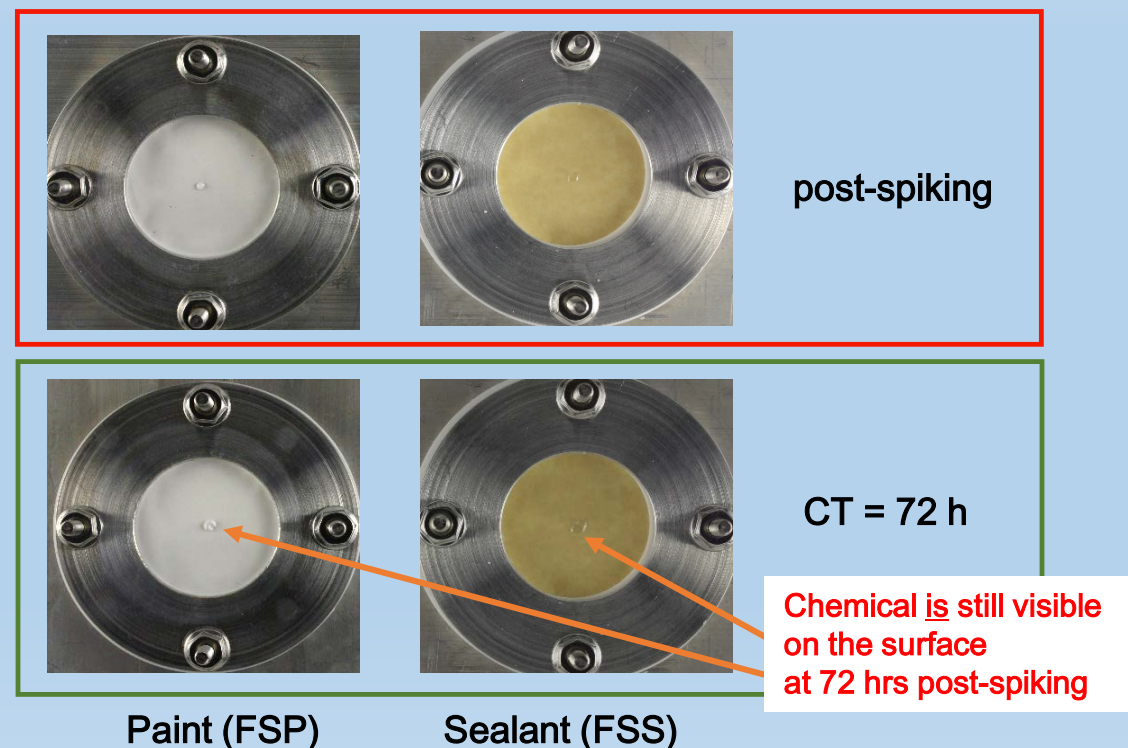 post-spiking
CT = 72 h
Chemical is still visible
on the surface
at 72 hrs post-spiking
Paint (FSP)
Sealant (FSS)